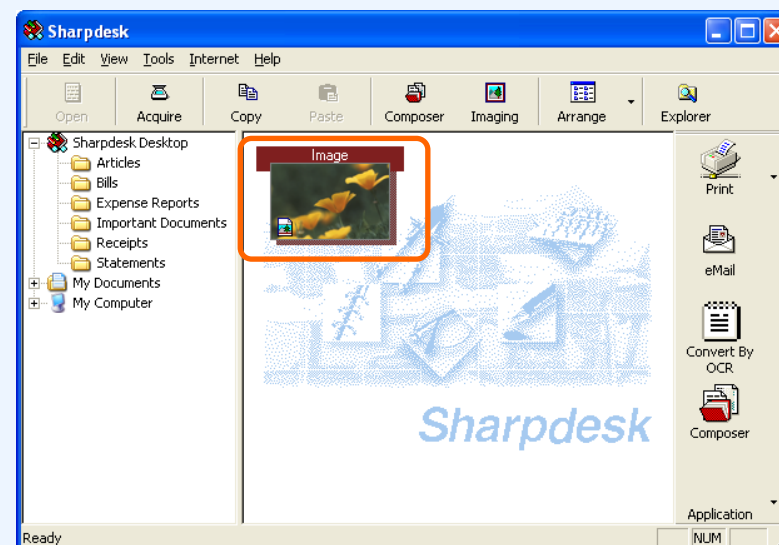 Sharpdesk
File Edit View Tools Internet Help
Open Acquire Copy Paste Composer Imaging Arrange Explorer
Sharpdesk Desktop
Articles
Bills
Expense Reports
Important Documents
Receipts
Statements
My Documents
My Computer
Image
Sharpdesk
Print
eMail
Convert By
OCR
Composer
Application
Ready NUM